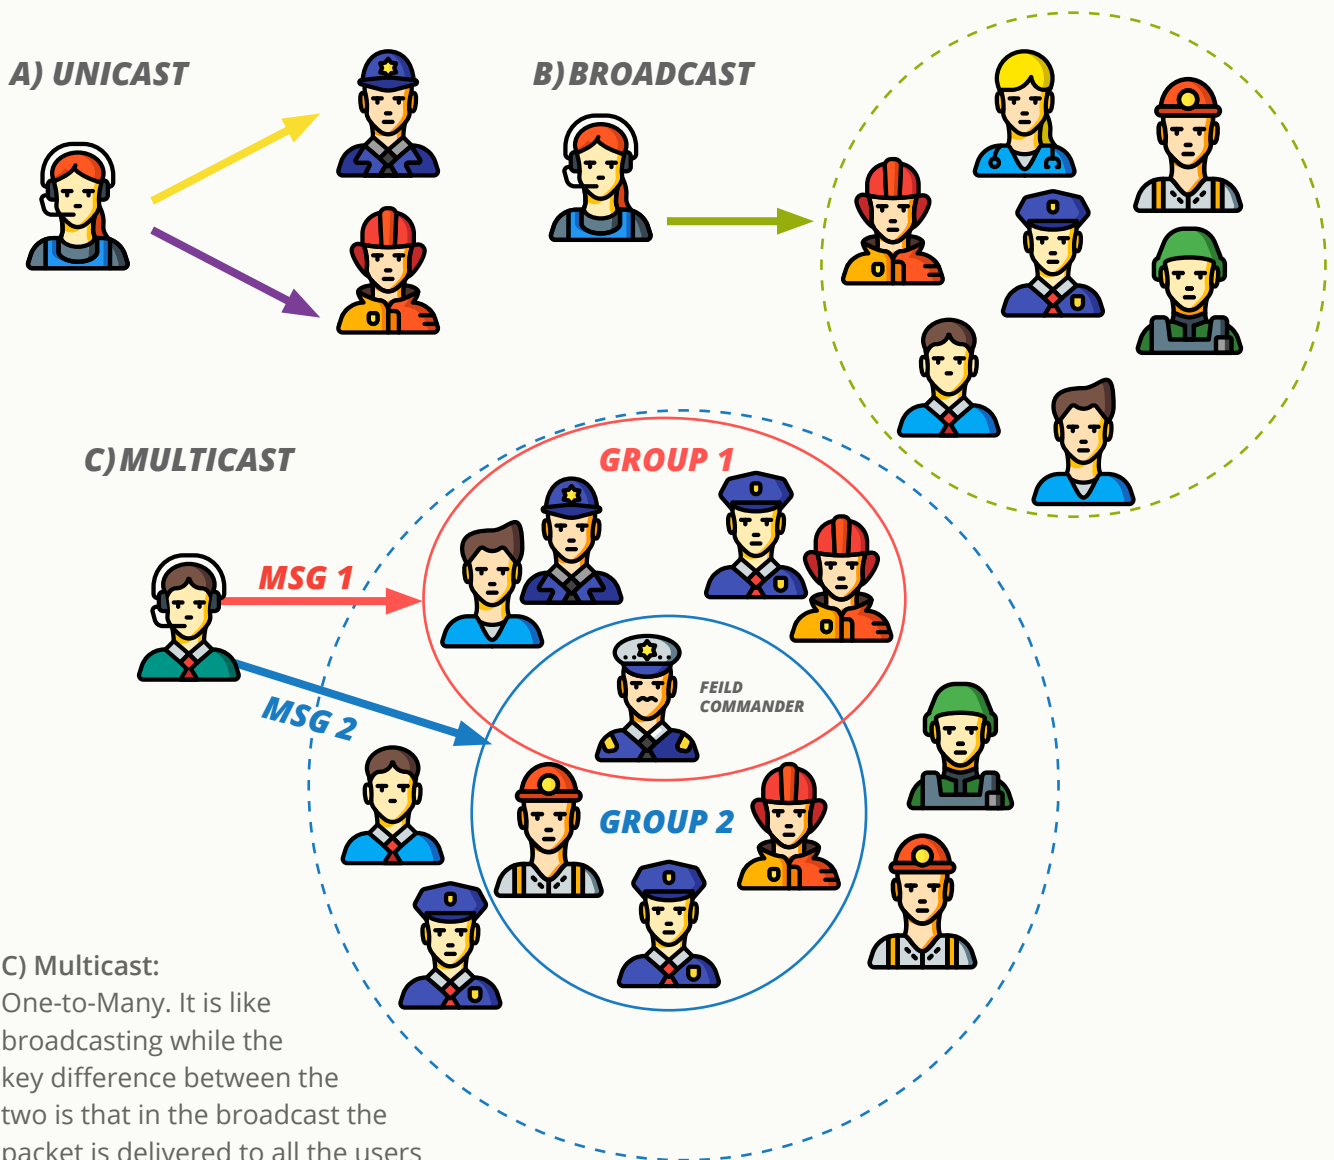 A) UNICAST
B) BROADCAST
C) MULTICAST
GROUP 1
MSG 1
MSG 2
FEILD
COMMANDER
GROUP 2
C) Multicast:
One-to-Many. It is like
broadcasting while the
key difference between the
two is that in the broadcast the
packet is delivered to all the users